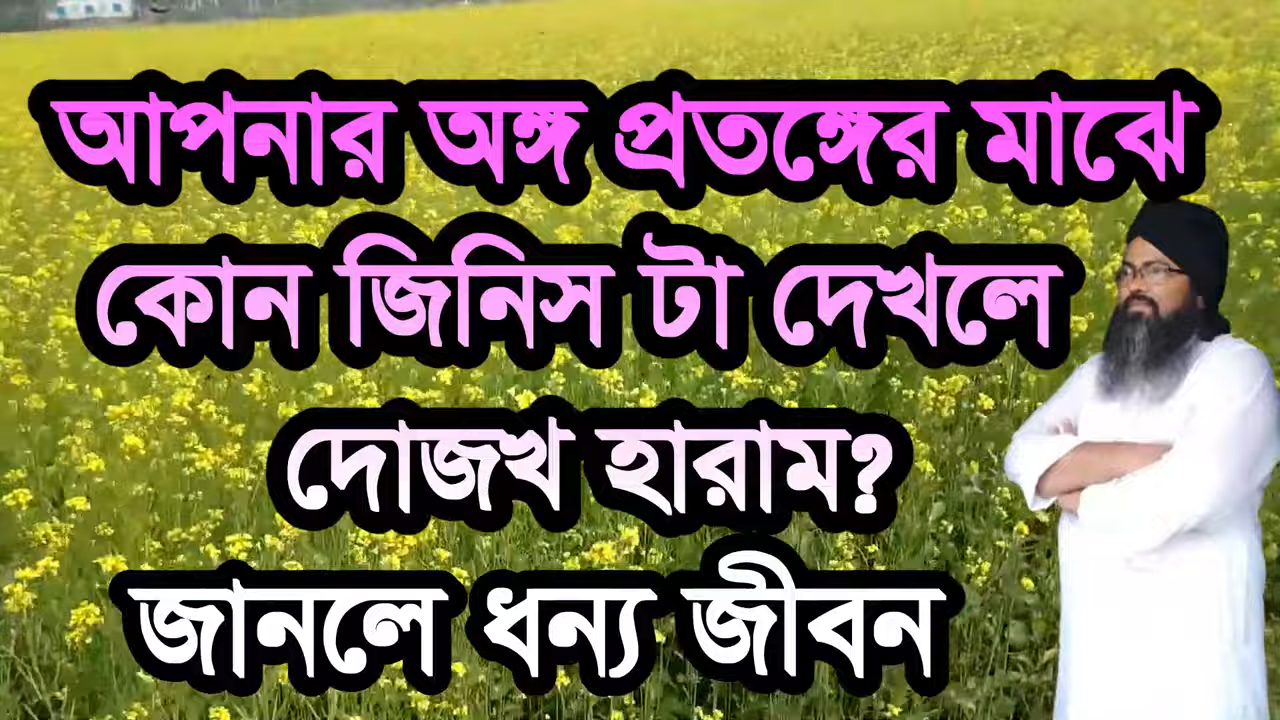 আপনার অঙ্গ প্রতঙ্গের মাঝে
কোন জিনিস টা দেখলে
দোজখ হারাম?
জানলে ধন্য জীবন